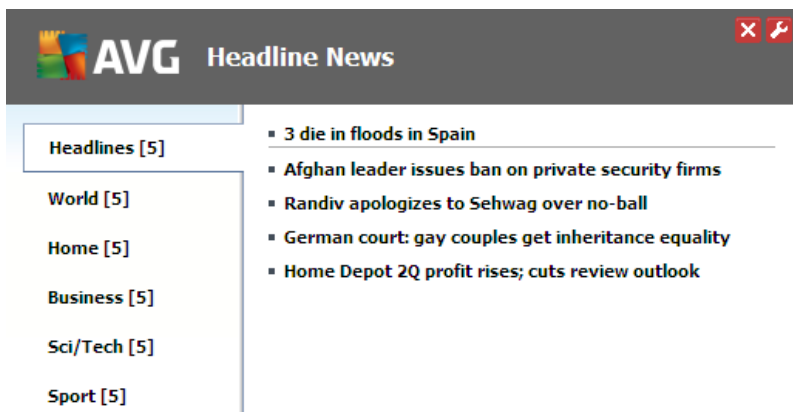 AVG Headline News
Headlines [5]
World [5]
Home [5]
Business [5]
Sci/Tech [5]
Sport [5]
3 die in floods in Spain
Afghan leader issues ban on private security firms
Randiv apologizes to Sehwag over no-ball
German court: gay couples get inheritance equality
Home Depot 2Q profit rises; cuts review outlook